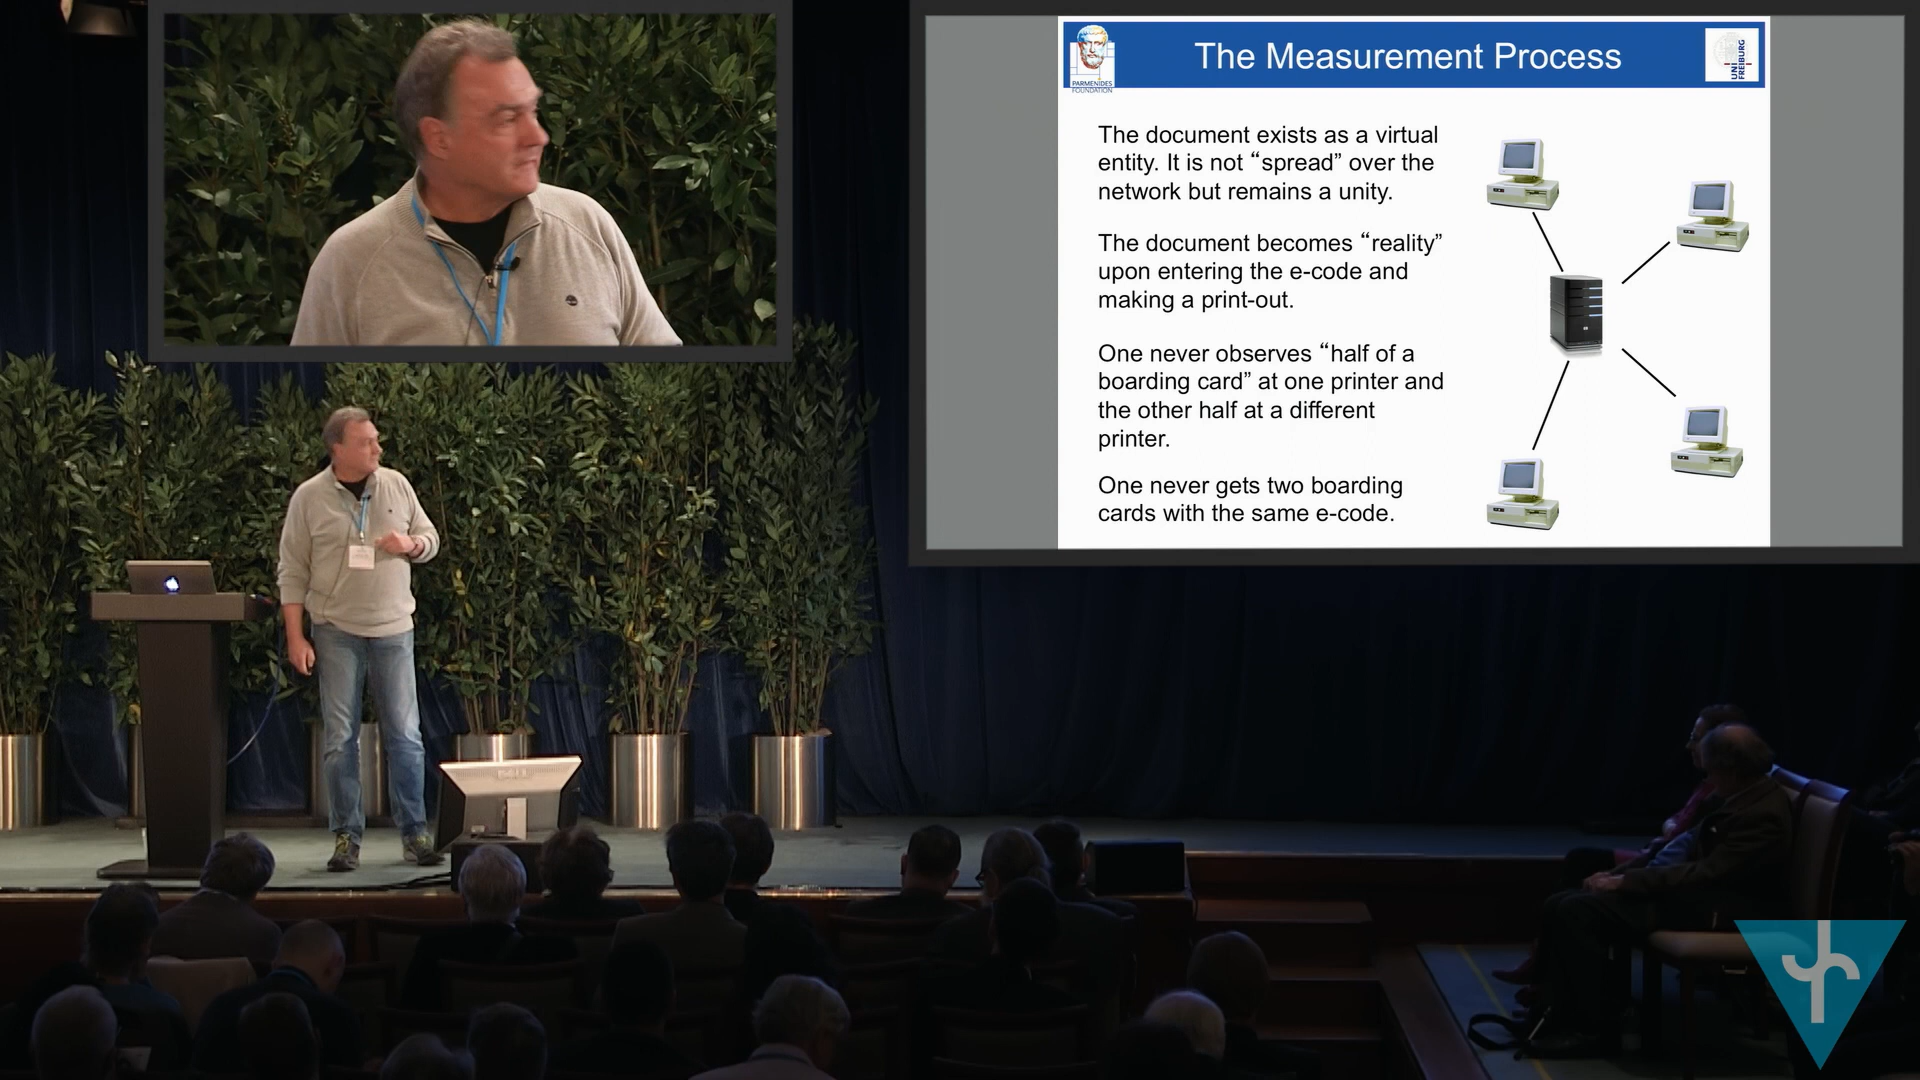 The Measurement Process
PARMENIDES
FOUNDATION
UNI
FREIBURG
The document exists as a virtual
entity. It is not “spread” over the
network but remains a unity.
The document becomes “reality”
upon entering the e-code and
making a print-out.
One never observes “half of a
boarding card” at one printer and
the other half at a different
printer.
One never gets two boarding
cards with the same e-code.